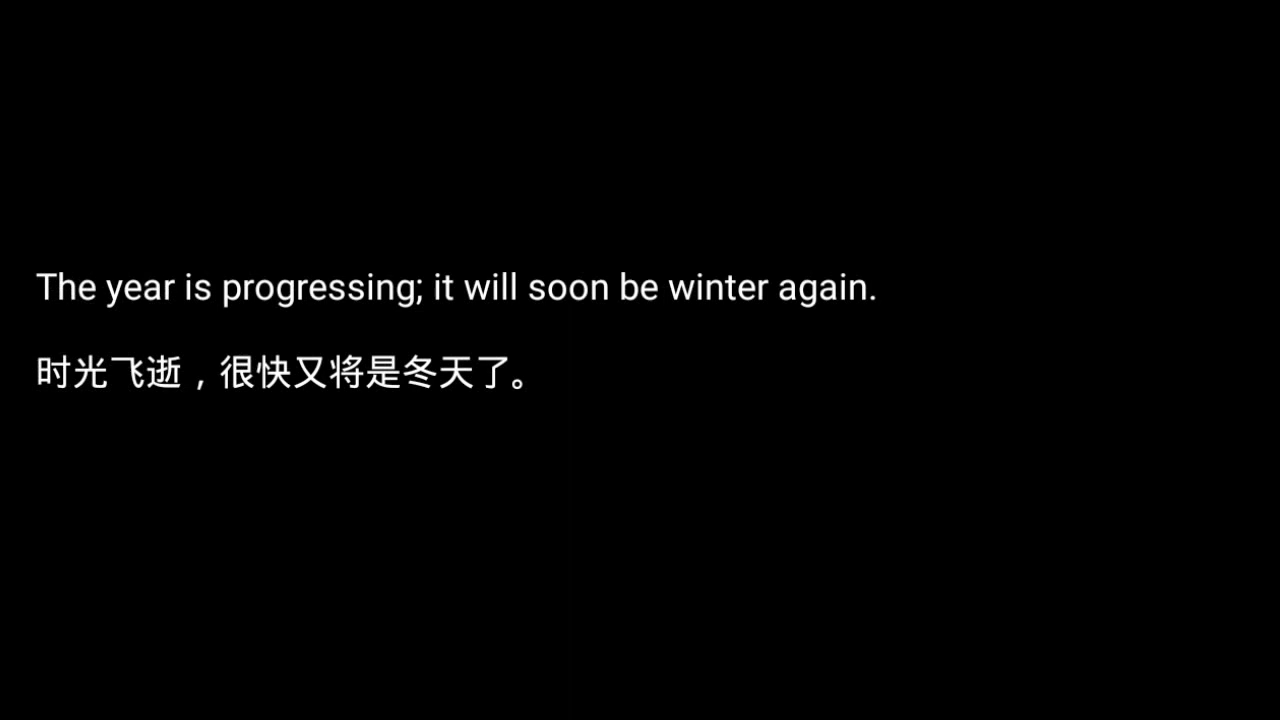 The year is progressing; it will soon be winter again.
时光飞逝，很快又将是冬天了。